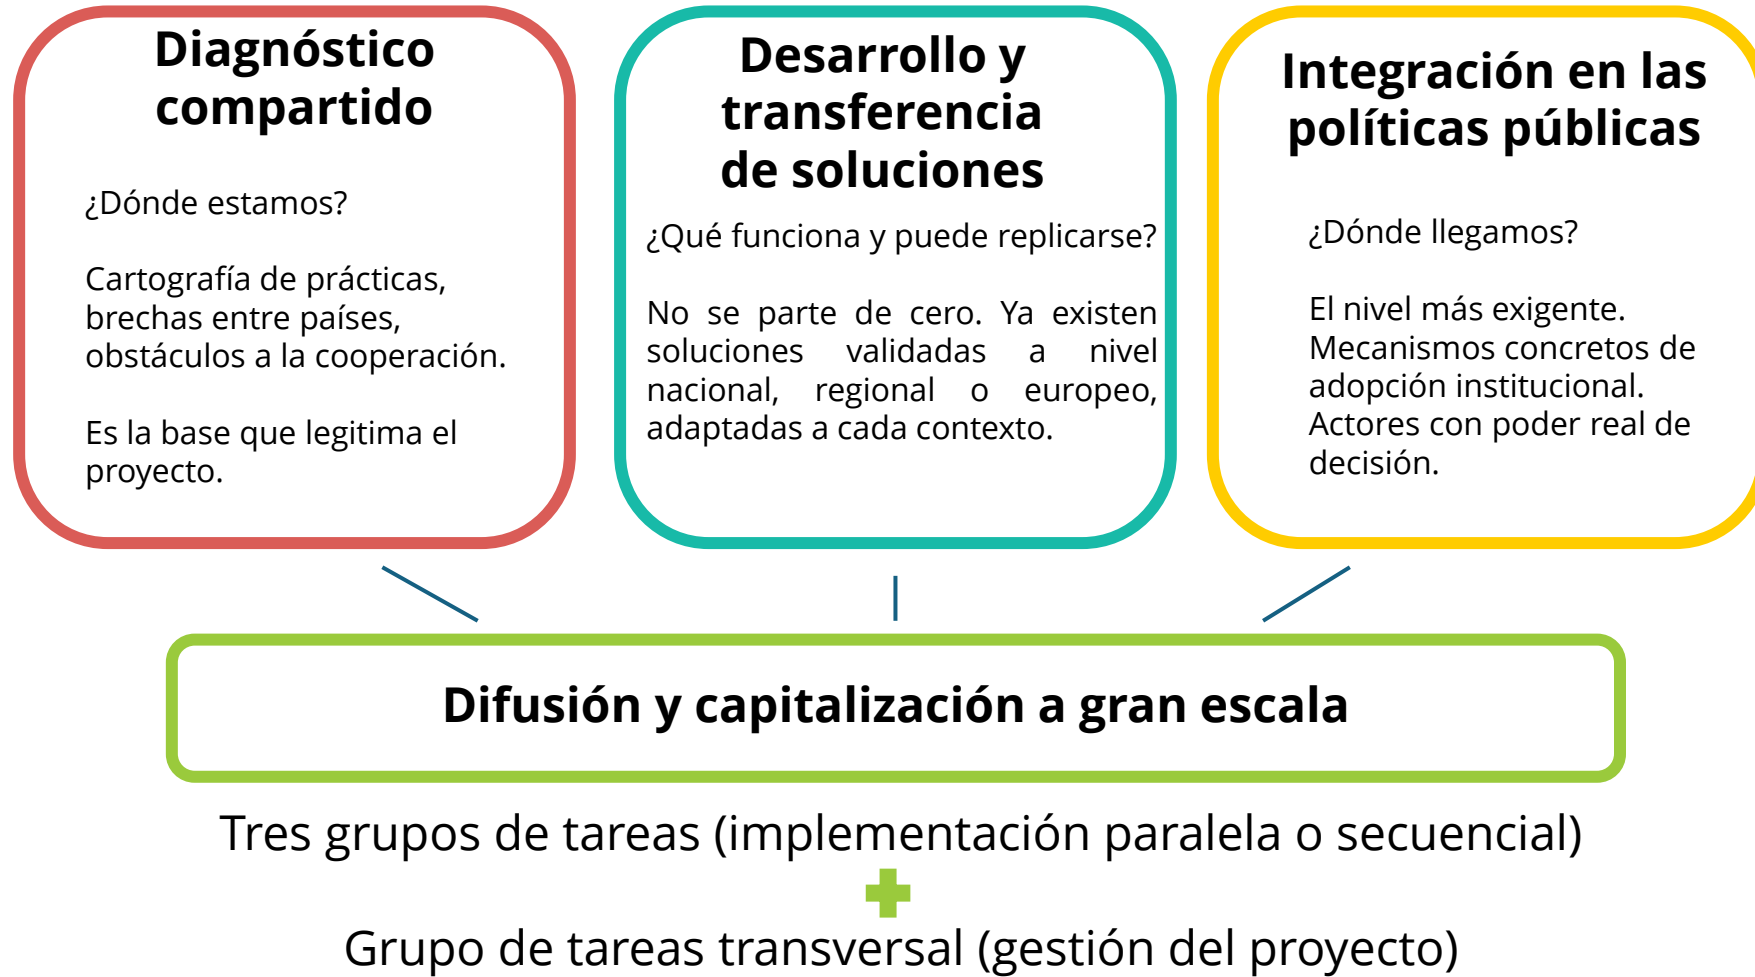 Diagnóstico
compartido
¿Dónde estamos?
Cartografía de prácticas,
brechas entre países,
obstáculos a la cooperación.
Es la base que legitima el
proyecto.
Desarrollo y
transferencia
de soluciones
¿Qué funciona y puede replicarse?
No se parte de cero. Ya existen
soluciones validadas a nivel
nacional, regional o europeo,
adaptadas a cada contexto.
Integración en las
políticas públicas
¿Dónde llegamos?
El nivel más exigente.
Mecanismos concretos de
adopción institucional.
Actores con poder real de
decisión.
Difusión y capitalización a gran escala
Tres grupos de tareas (implementación paralela o secuencial)
Grupo de tareas transversal (gestión del proyecto)